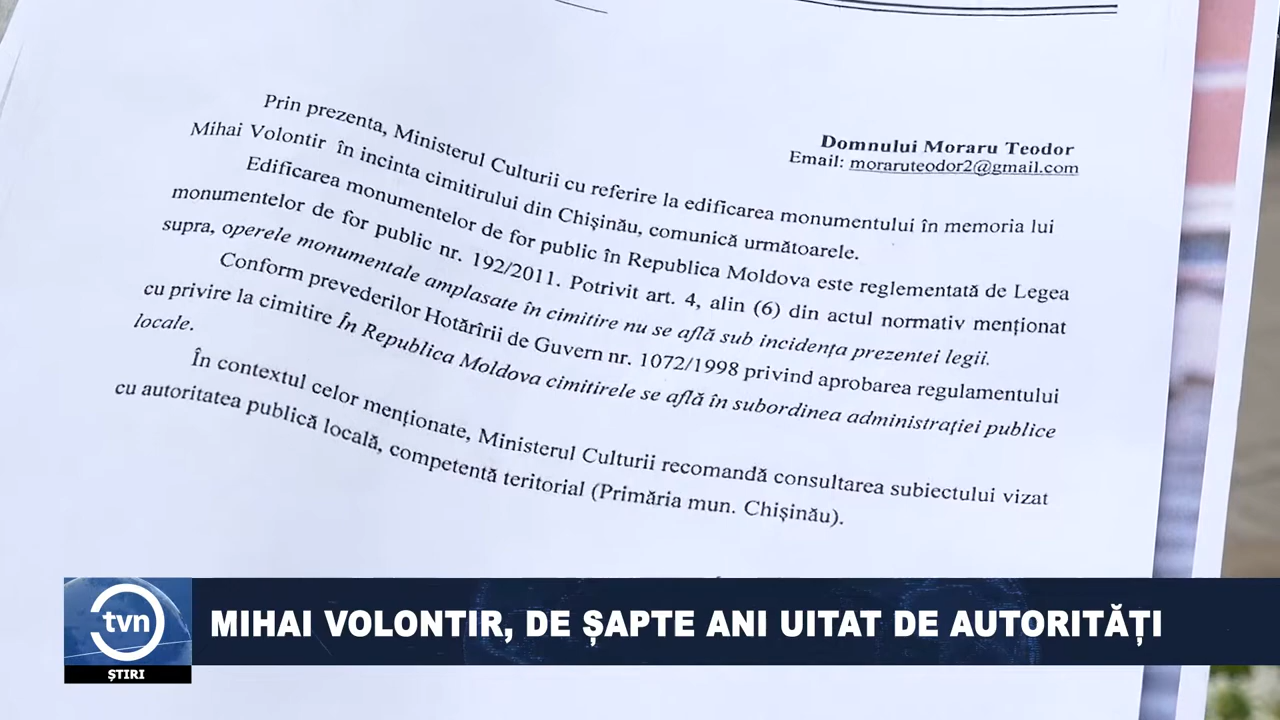 Domnului Moraru Teodor
Email: moraruteodor2@gmail.com
Prin prezenta, Ministerul Culturii cu referire la edificarea monumentului în memoria lui
Mihai Volontir în incinta cimitirului din Chișinău, comunică următoarele.
Edificarea monumentelor de for public în Republica Moldova este reglementată de Legea
monumentelor de for public nr. 192/2011. Potrivit art. 4, alin (6) din actul normativ menționat
supra, operele monumentale amplasate în cimitire nu se află sub incidența prezentei legii.
Conform prevederilor Hotărîrii de Guvern nr. 1072/1998 privind aprobarea regulamentului
cu privire la cimitire În Republica Moldova cimitirele se află în subordinea administrației publice
locale.
În contextul celor menționate, Ministerul Culturii recomandă consultarea subiectului vizat
cu autoritatea publică locală, competentă teritorial (Primăria mun. Chișinău).
tvn
ȘTIRI
MIHAI VOLONTIR, DE ȘAPTE ANI UITAT DE AUTORITĂȚI